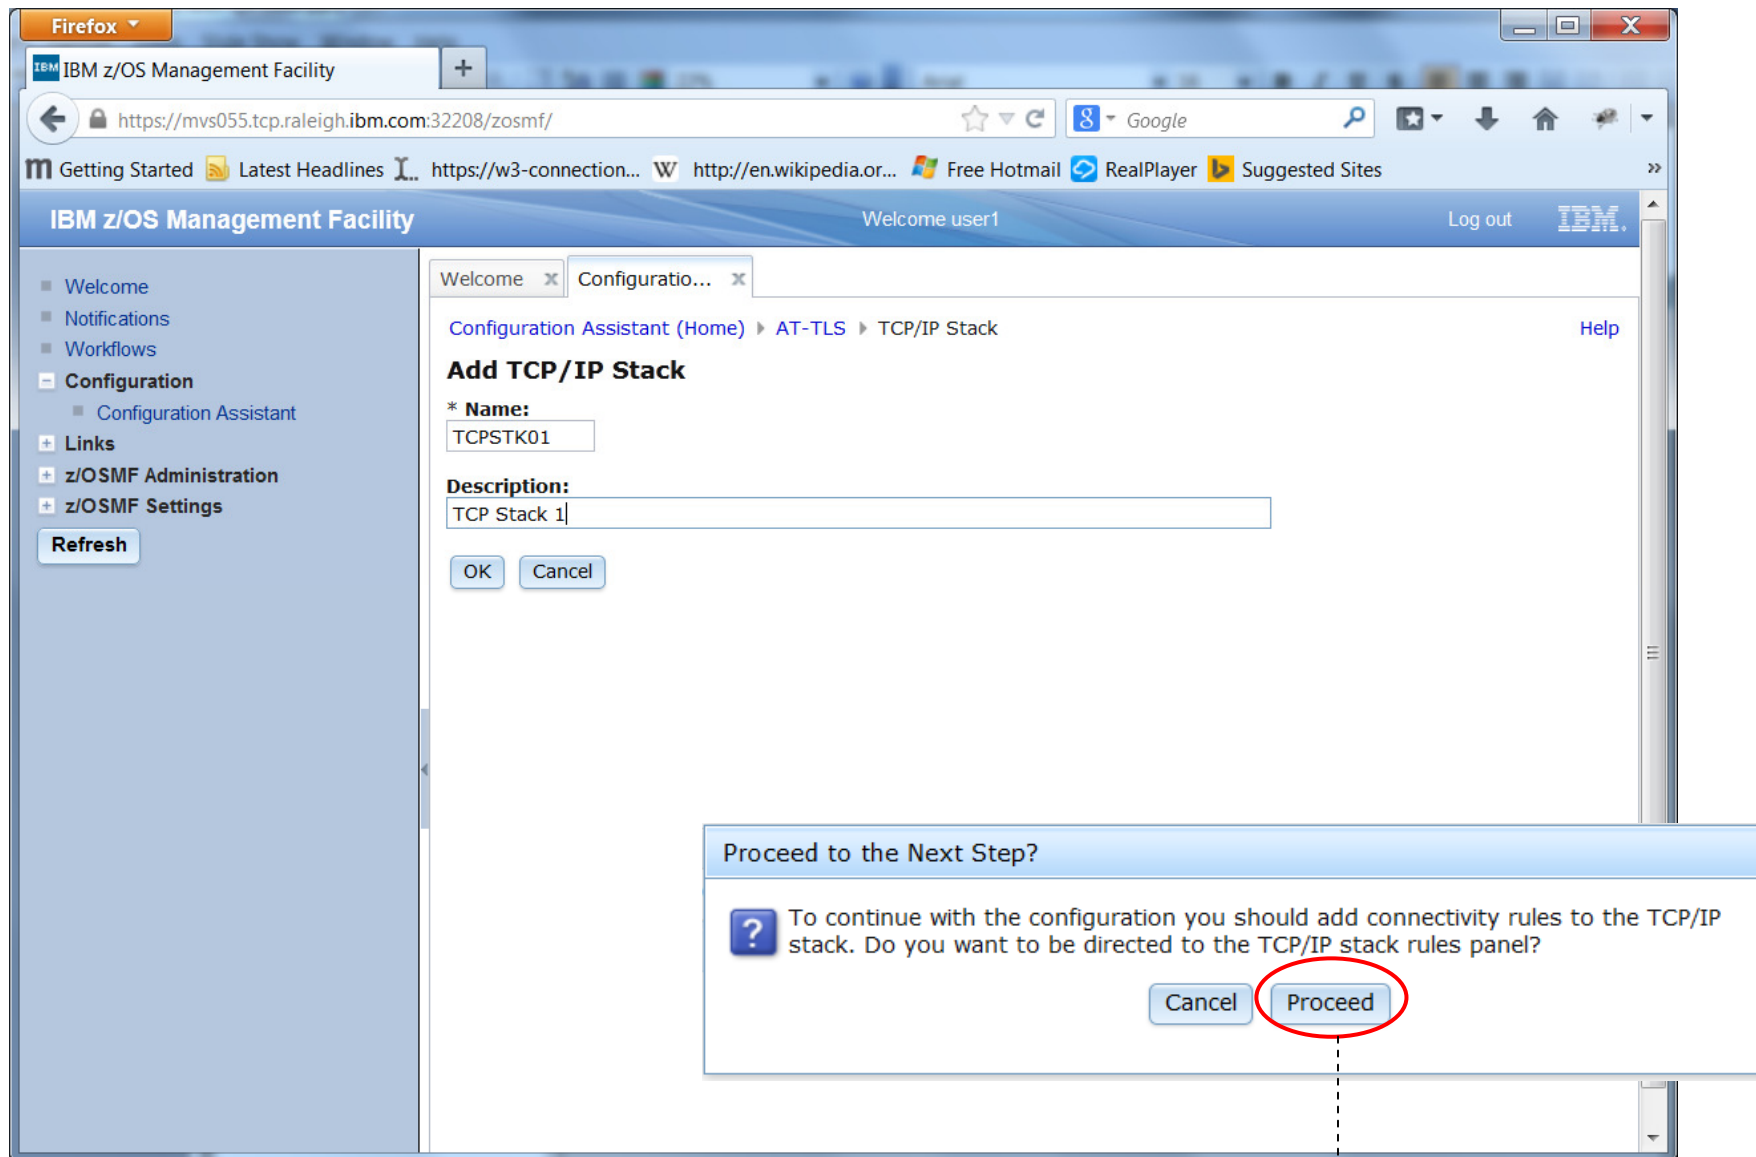 Firefox
IBM IBM z/OS Management Facility
https://mvs055.tcp.raleigh.ibm.com:32208/zosmf/
8 Google
m Getting Started Latest Headlines I.. https://w3-connection... W http://en.wikipedia.or... Free Hotmail RealPlayer Suggested Sites »
IBM z/OS Management Facility Welcome user1 Log out IBM.
Welcome
Notifications
Workflows
Configuration
Configuration Assistant
Links
z/OSMF Administration
z/OSMF Settings
Refresh
Welcome Configuratio...
Configuration Assistant (Home) AT-TLS TCP/IP Stack Help
Add TCP/IP Stack
* Name:
TCPSTK01
Description:
TCP Stack 1
OK Cancel
Proceed to the Next Step?
? To continue with the configuration you should add connectivity rules to the TCP/IP
stack. Do you want to be directed to the TCP/IP stack rules panel?
Cancel Proceed